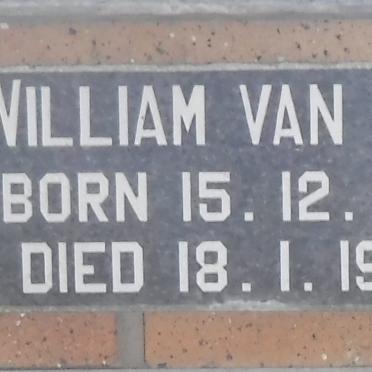 WILLIAM VAN
BORN 15.12.
DIED 18.1.19